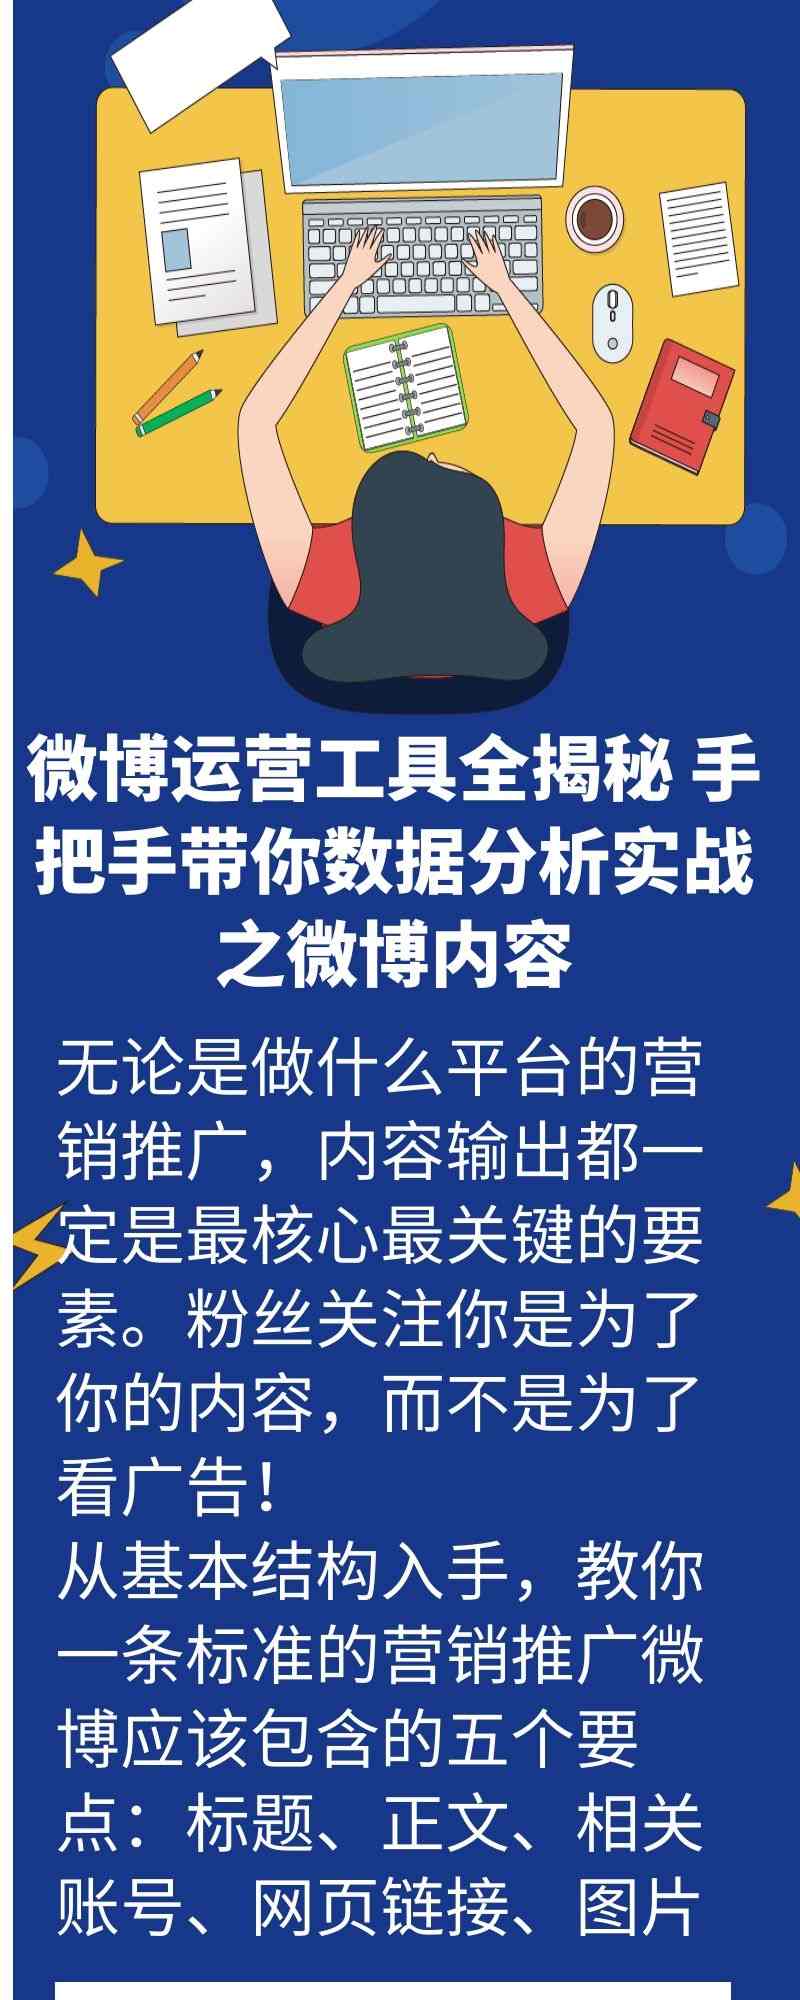 微博运营工具全揭秘 手
把手带你数据分析实战
之微博内容
无论是做什么平台的营
销推广，内容输出都一
定是最核心最关键的要
素。粉丝关注你是为了
你的内容，而不是为了
看广告！
从基本结构入手，教你
一条标准的营销推广微
博应该包含的五个要
点：标题、正文、相关
账号、网页链接、图片